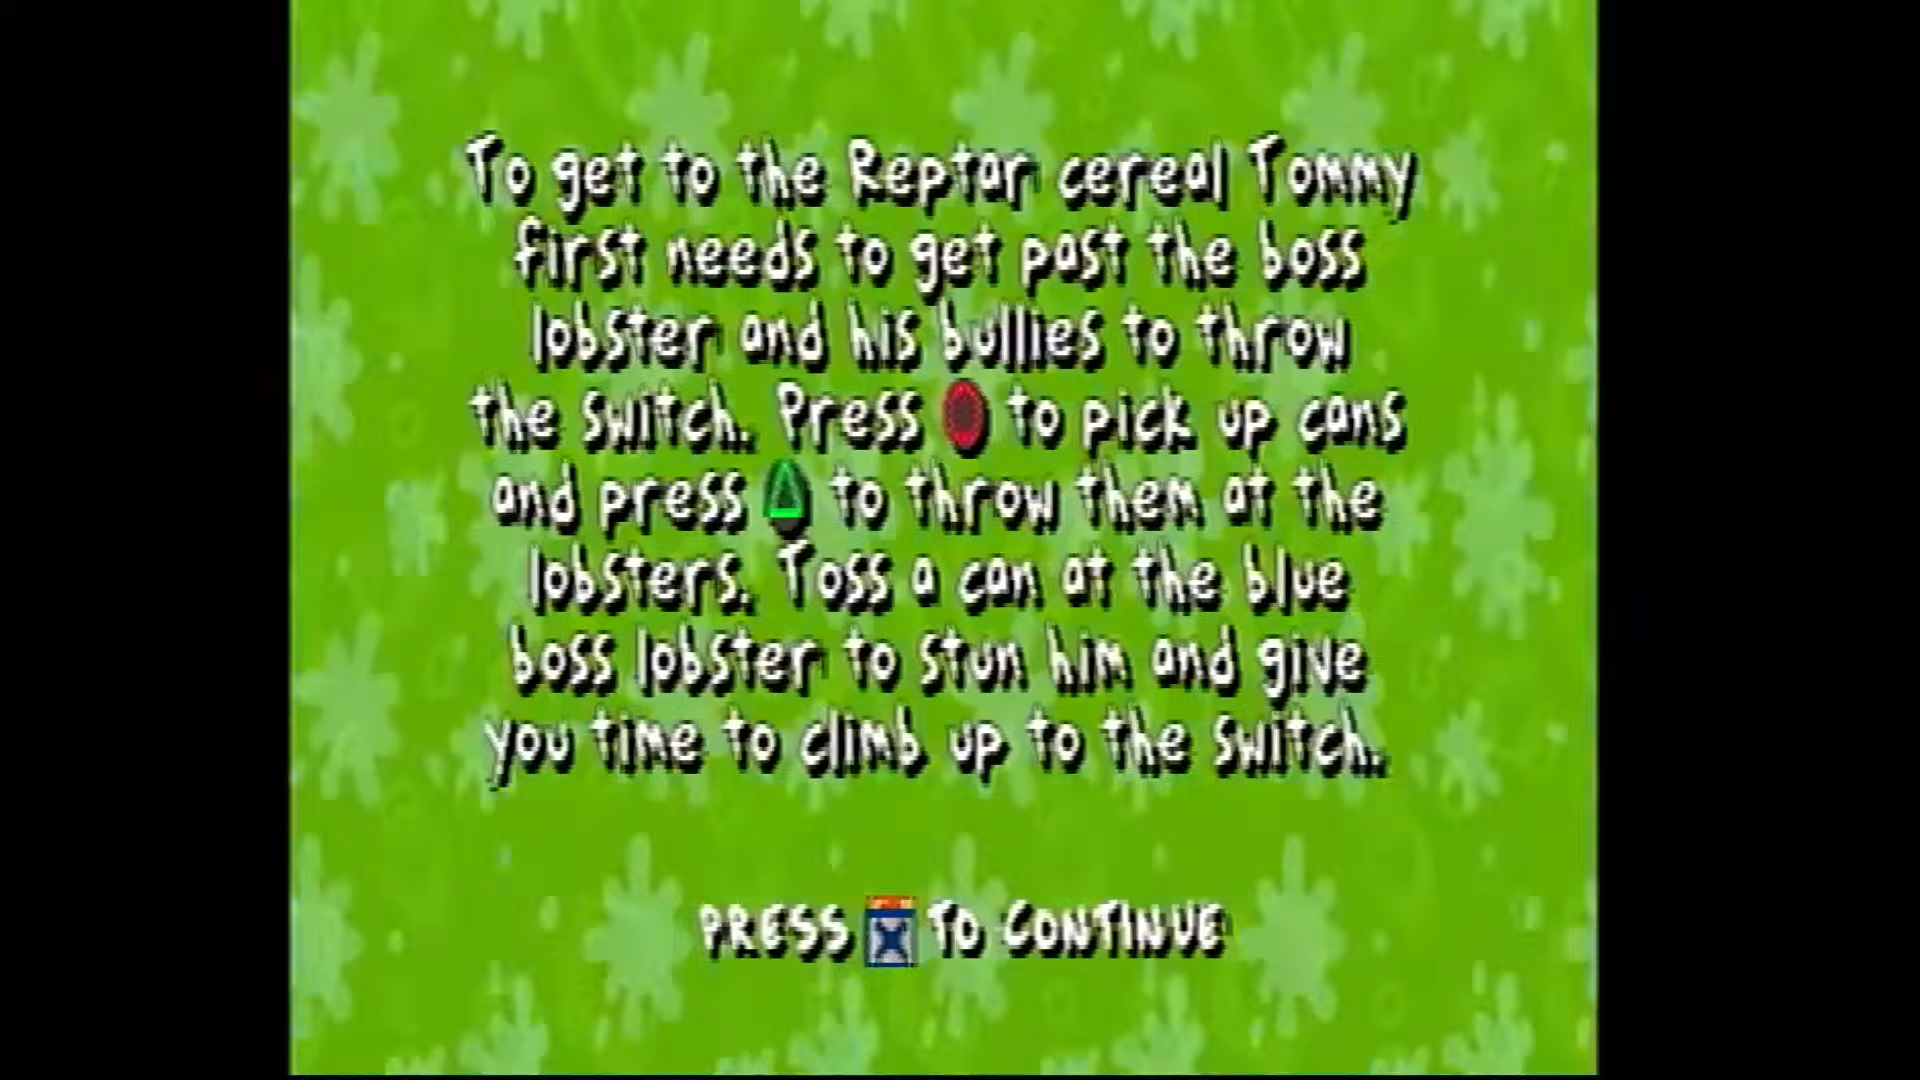 To get to the Reptar cereal Tommy
first needs to get past the boss
lobster and his bullies to throw
the switch. Press to pick up cans
and press to throw them at the
lobsters. Toss a can at the blue
boss lobster to stun him and give
you time to climb up to the switch.
PRESS X TO CONTINUE